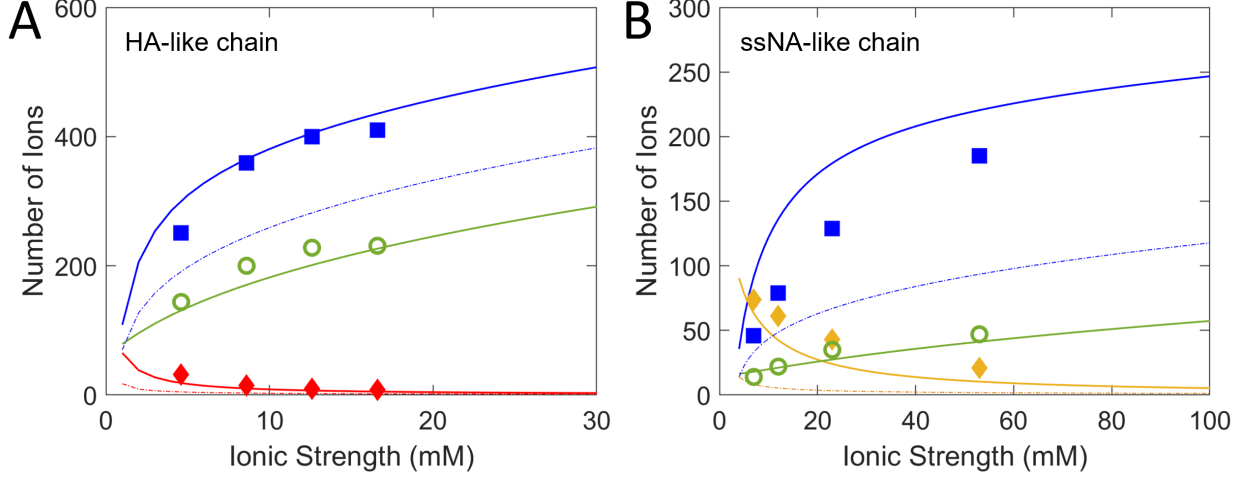 A
HA-like chain
600
400
200
0
0 10 20 30
Number of Ions
Ionic Strength (mM)
B
ssNA-like chain
300
250
200
150
100
50
0
0 20 40 60 80 100
Number of Ions
Ionic Strength (mM)